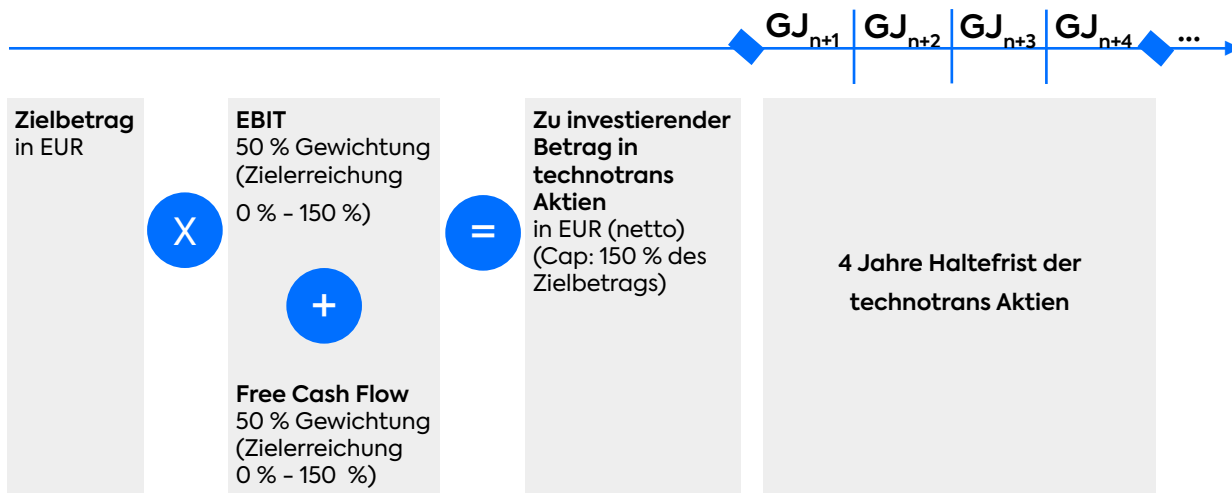 GJn+1 GJn+2 GJn+3 GJn+4 ...
Zielbetrag
in EUR
X
EBIT
50 % Gewichtung
(Zielerreichung
0 % - 150 %)
+
Free Cash Flow
50 % Gewichtung
(Zielerreichung
0 % - 150 %)
=
Zu investierender
Betrag in
technotrans
Aktien
in EUR (netto)
(Cap: 150 % des
Zielbetrags)
4 Jahre Haltefrist der
technotrans Aktien